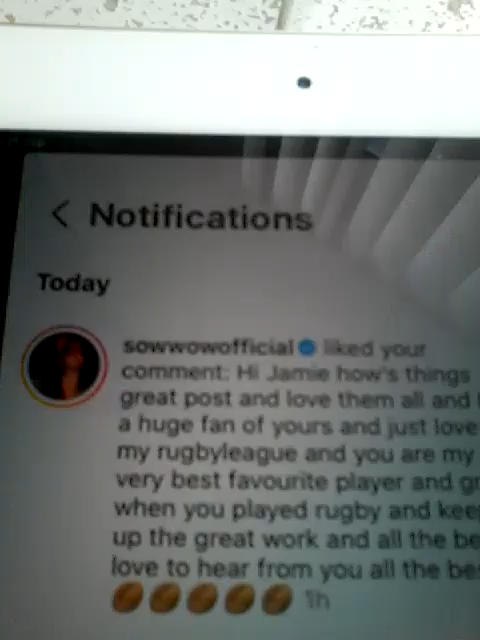 Notifications
Today
sowwowofficial liked your
comment: Hi Jamie how's things
great post and love them all and
a huge fan of yours and just love
my rugbyleague and you are my
very best favourite player and
when you played rugby and
up the great work and all the
love to hear from you all the
🏉🏉🏉🏉🏉 1h